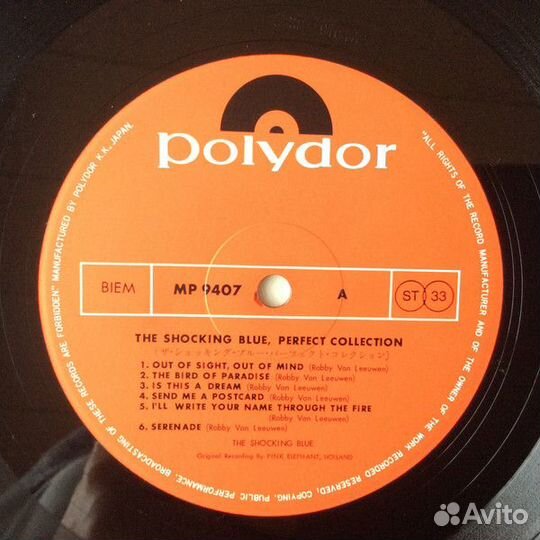 polydor
"ALL RIGHTS OF THE RECORD MANUFACTURER AND OF THE OWNER OF THE WORK RECORDED RESERVED, COPYING, PUBLIC PERFORMANCE, BROADCASTING OF THESE RECORDS ARE FORBIDDEN" MANUFACTURED BY POLYDOR K.K., JAPAN.
BIEM MP 9407 A ST 33
THE SHOCKING BLUE, PERFECT COLLECTION
(ザ・ショッキング・ブルー・パーフェクト・コレクション)
1. OUT OF SIGHT, OUT OF MIND (Robby Van Leeuwen)
2. THE BIRD OF PARADISE (Robby Van Leeuwen)
3. IS THIS A DREAM (Robby Van Leeuwen)
4. SEND ME A POSTCARD (Robby Van Leeuwen)
5. I'LL WRITE YOUR NAME THROUGH THE FIRE
(Robby Van Leeuwen)
6. SERENADE (Robby Van Leeuwen)
THE SHOCKING BLUE
Original Recording By PINK ELEPHANT, HOLLAND
Avito